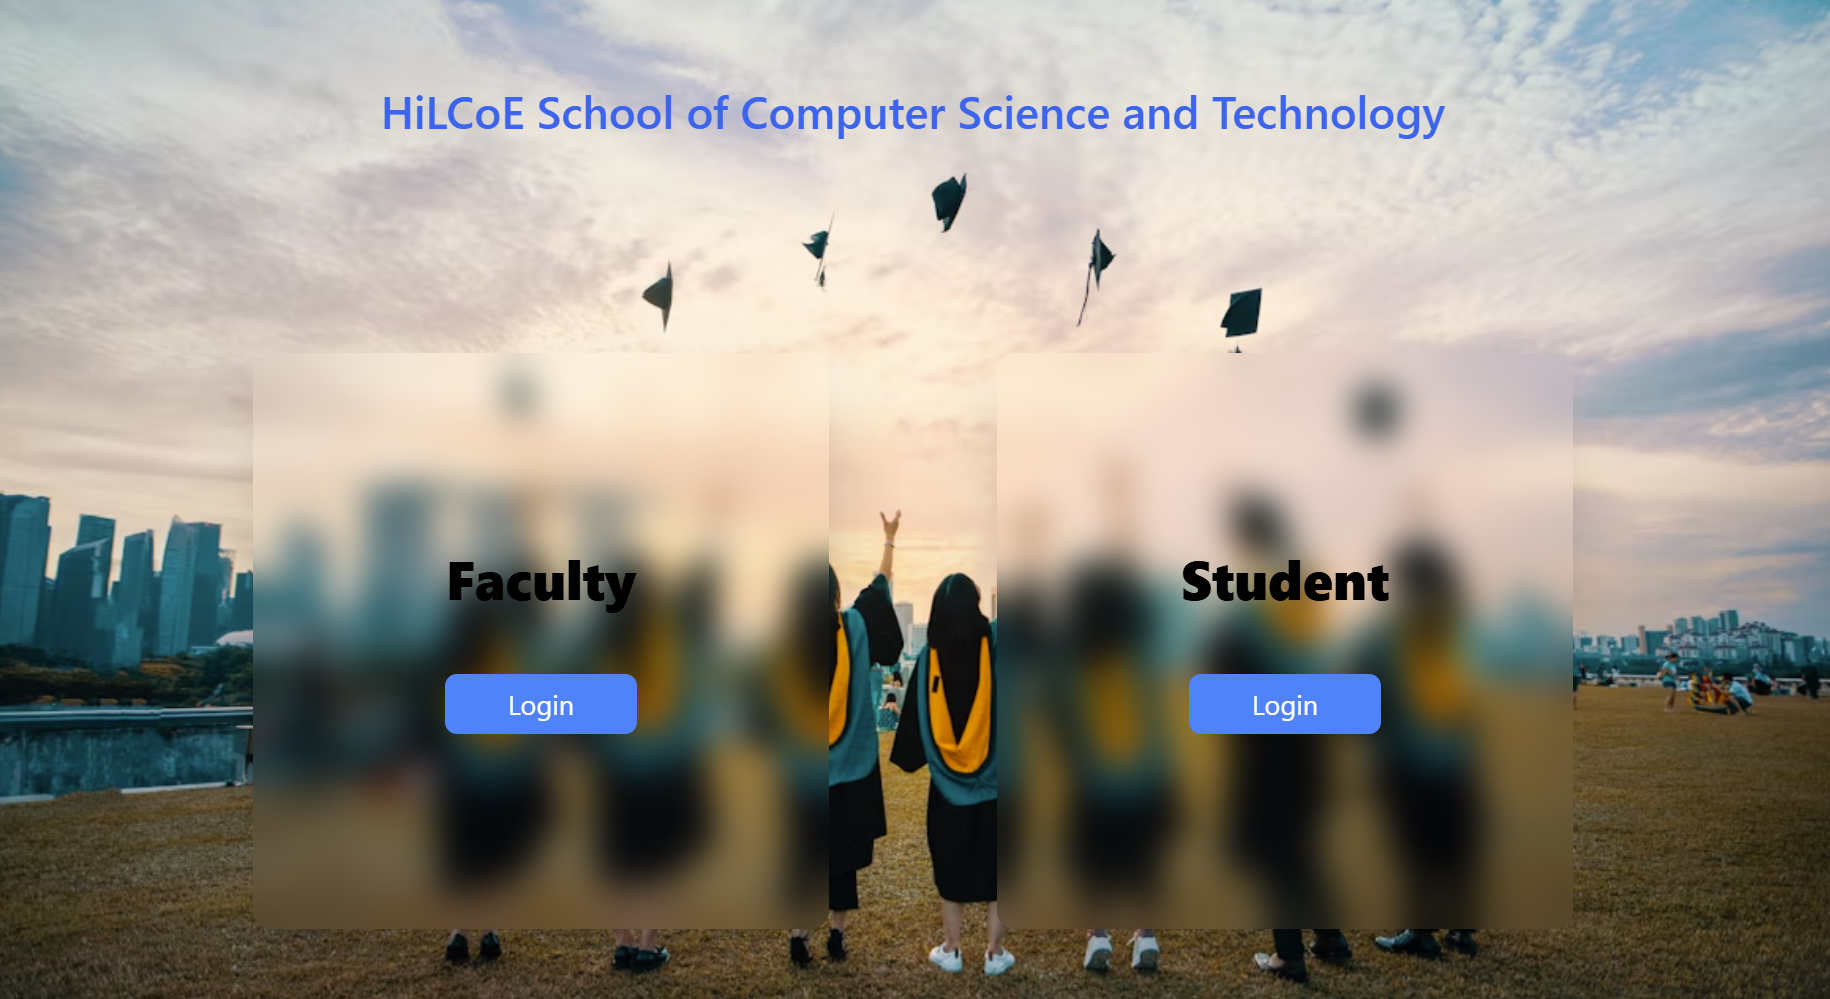 HiLCoE School of Computer Science and Technology
Faculty
Student
Login
Login